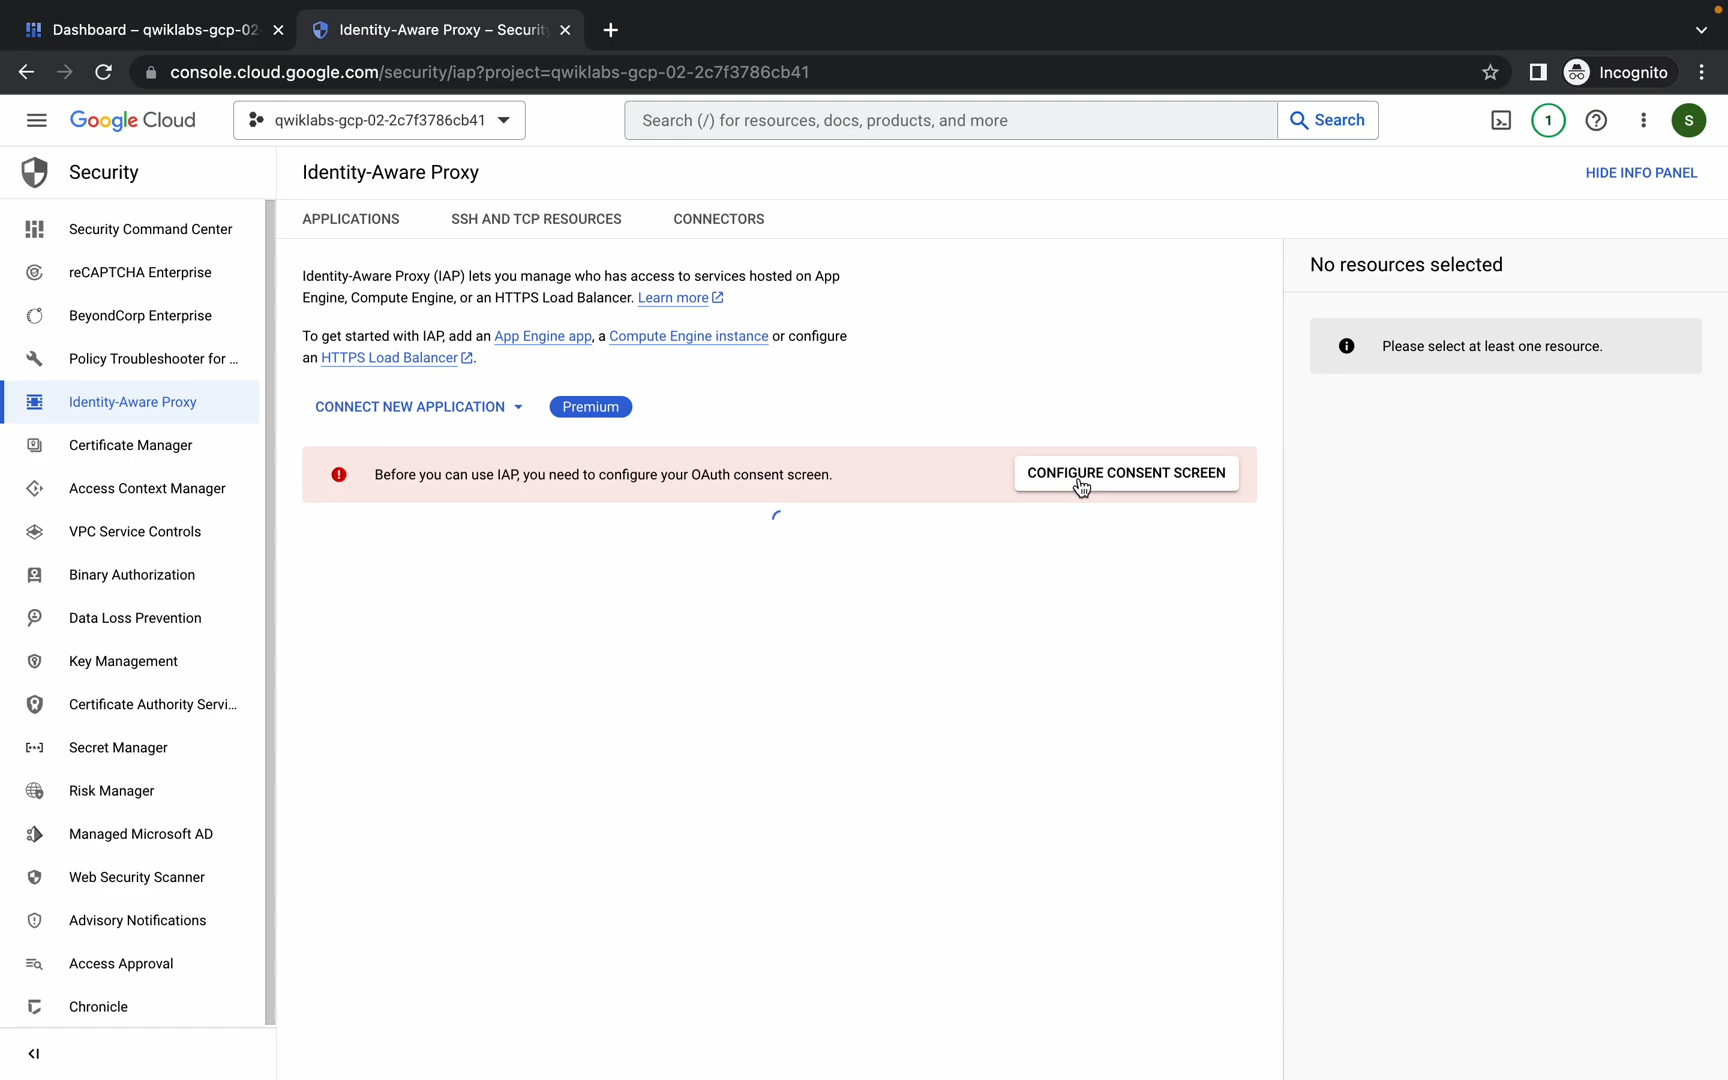 Dashboard – qwiklabs-gcp-02
Identity-Aware Proxy – Securit
console.cloud.google.com/security/iap?project=qwiklabs-gcp-02-2c7f3786cb41
Incognito
Google Cloud
qwiklabs-gcp-02-2c7f3786cb41
Search (/) for resources, docs, products, and more
Search
1
S
Security
Identity-Aware Proxy
HIDE INFO PANEL
Security Command Center
reCAPTCHA Enterprise
BeyondCorp Enterprise
Policy Troubleshooter for ...
Identity-Aware Proxy
Certificate Manager
Access Context Manager
VPC Service Controls
Binary Authorization
Data Loss Prevention
Key Management
Certificate Authority Servi...
Secret Manager
Risk Manager
Managed Microsoft AD
Web Security Scanner
Advisory Notifications
Access Approval
Chronicle
APPLICATIONS
SSH AND TCP RESOURCES
CONNECTORS
Identity-Aware Proxy (IAP) lets you manage who has access to services hosted on App
Engine, Compute Engine, or an HTTPS Load Balancer. Learn more
To get started with IAP, add an App Engine app, a Compute Engine instance or configure
an HTTPS Load Balancer.
CONNECT NEW APPLICATION
Premium
Before you can use IAP, you need to configure your OAuth consent screen.
CONFIGURE CONSENT SCREEN
No resources selected
Please select at least one resource.